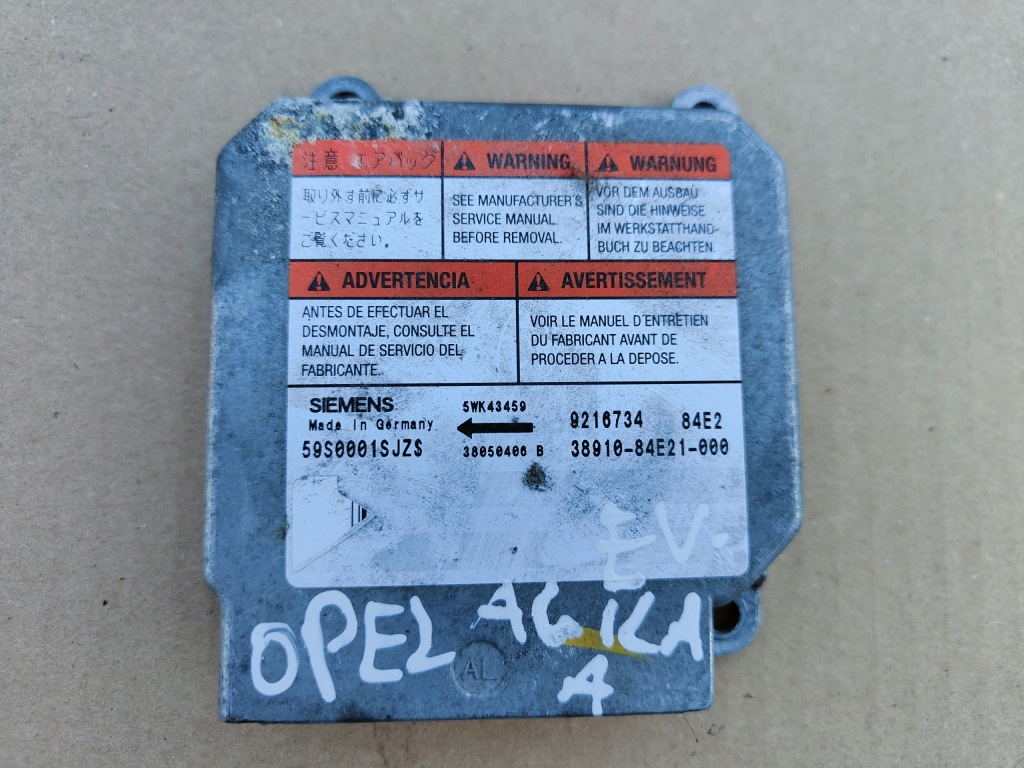 注意 エアバッグ
取り外す前に必ずサ
ービスマニュアルを
ご覧ください。
WARNING
SEE MANUFACTURER'S
SERVICE MANUAL
BEFORE REMOVAL.
WARNUNG
VOR DEM AUSBAU
SIND DIE HINWEISE
IM WERKSTATTHAND-
BUCH ZU BEACHTEN.
ADVERTENCIA
ANTES DE EFECTUAR EL
DESMONTAJE, CONSULTE EL
MANUAL DE SERVICIO DEL
FABRICANTE.
AVERTISSEMENT
VOIR LE MANUEL D'ENTRETIEN
DU FABRICANT AVANT DE
PROCEDER A LA DEPOSE.
SIEMENS 5WK43459 9216734 84E2
Made in Germany
59S0001SJZS 38050406 B 38910-84E21-000
EV.
OPEL AGILA
A
AL